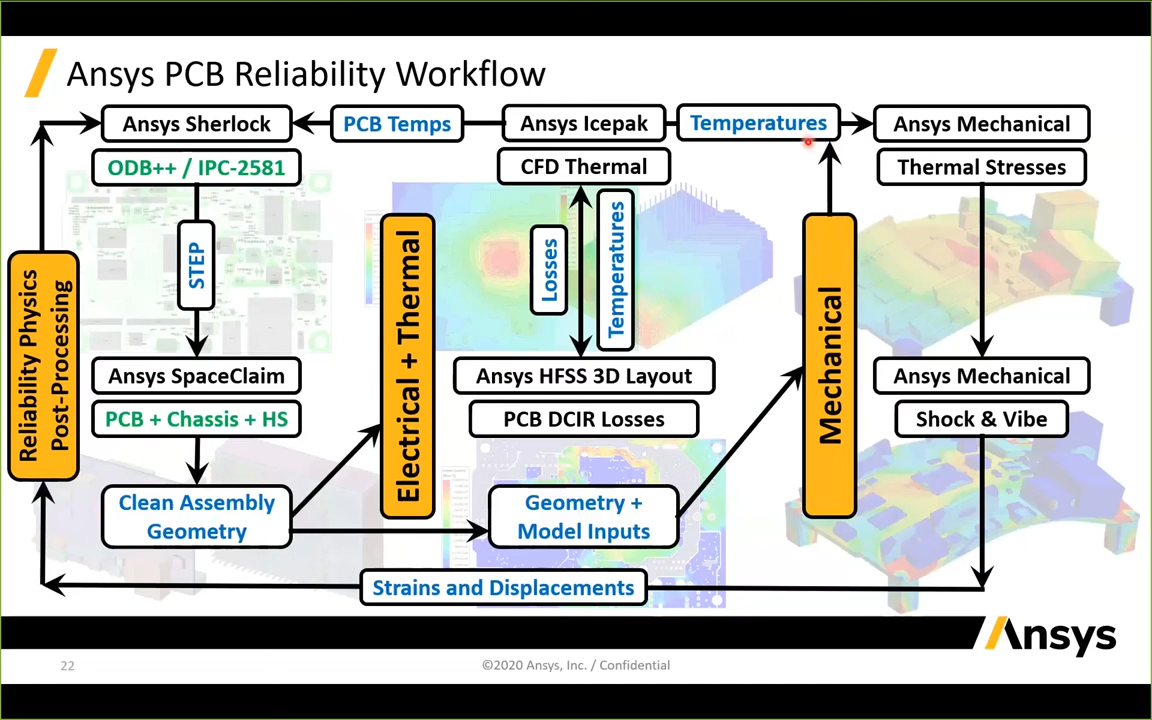 Ansys PCB Reliability Workflow
Ansys Sherlock
PCB Temps
Ansys Icepak
Temperatures
Ansys Mechanical
ODB++ / IPC-2581
CFD Thermal
Thermal Stresses
STEP
Losses
Temperatures
Reliability Physics
Post-Processing
Electrical + Thermal
Mechanical
Ansys SpaceClaim
Ansys HFSS 3D Layout
Ansys Mechanical
PCB + Chassis + HS
PCB DCIR Losses
Shock & Vibe
Clean Assembly
Geometry
Geometry +
Model Inputs
Strains and Displacements
Ansys
22
©2020 Ansys, Inc. / Confidential